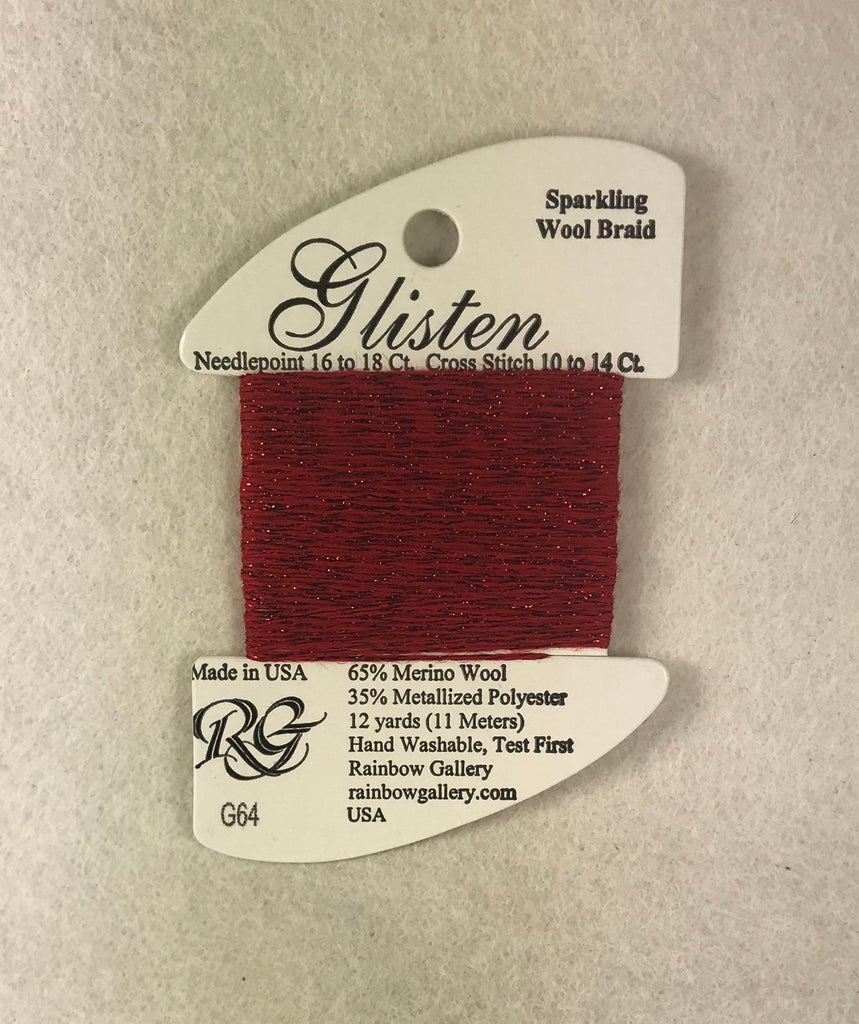 Sparkling
Wool Braid
Glisten
Needlepoint 16 to 18 Ct. Cross Stitch 10 to 14 Ct.
Made in USA
RG
G64
65% Merino Wool
35% Metallized Polyester
12 yards (11 Meters)
Hand Washable, Test First
Rainbow Gallery
rainbowgallery.com
USA